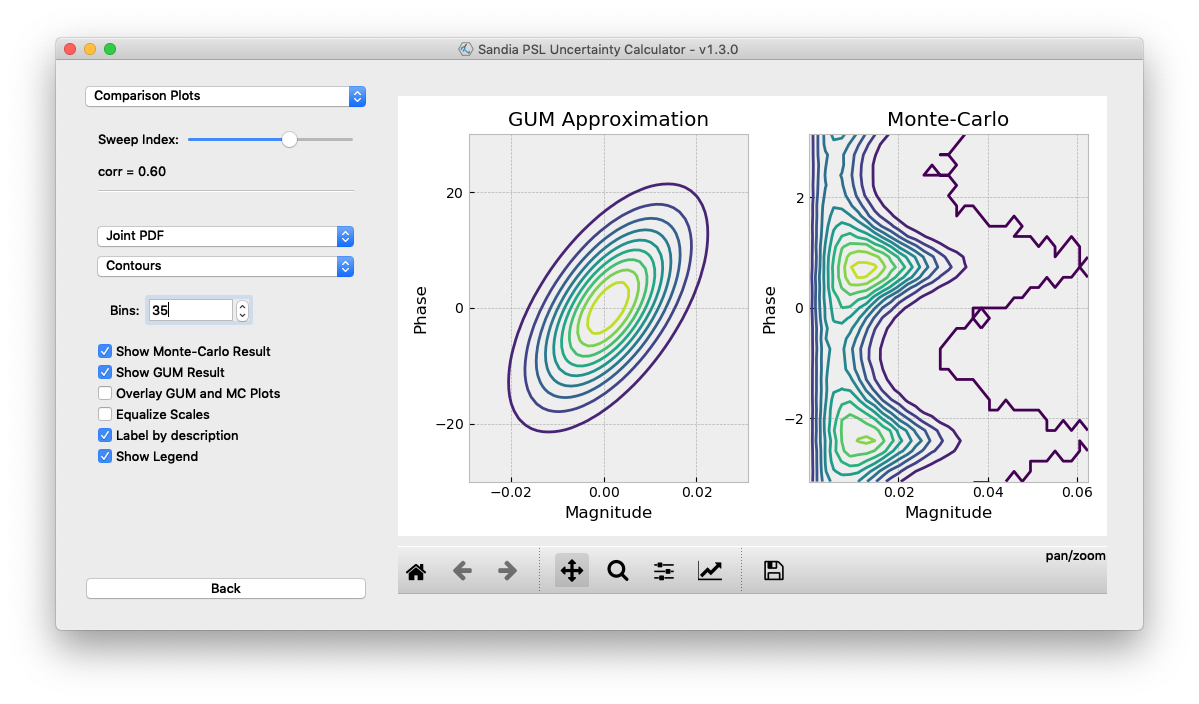 Sandia PSL Uncertainty Calculator - v1.3.0
Comparison Plots
Sweep Index:
corr = 0.60
Joint PDF
Contours
Bins: 35
Show Monte-Carlo Result
Show GUM Result
Overlay GUM and MC Plots
Equalize Scales
Label by description
Show Legend
Back
GUM Approximation
Phase
20
0
−20
−0.02 0.00 0.02
Magnitude
Monte-Carlo
Phase
2
0
−2
0.02 0.04 0.06
Magnitude
pan/zoom